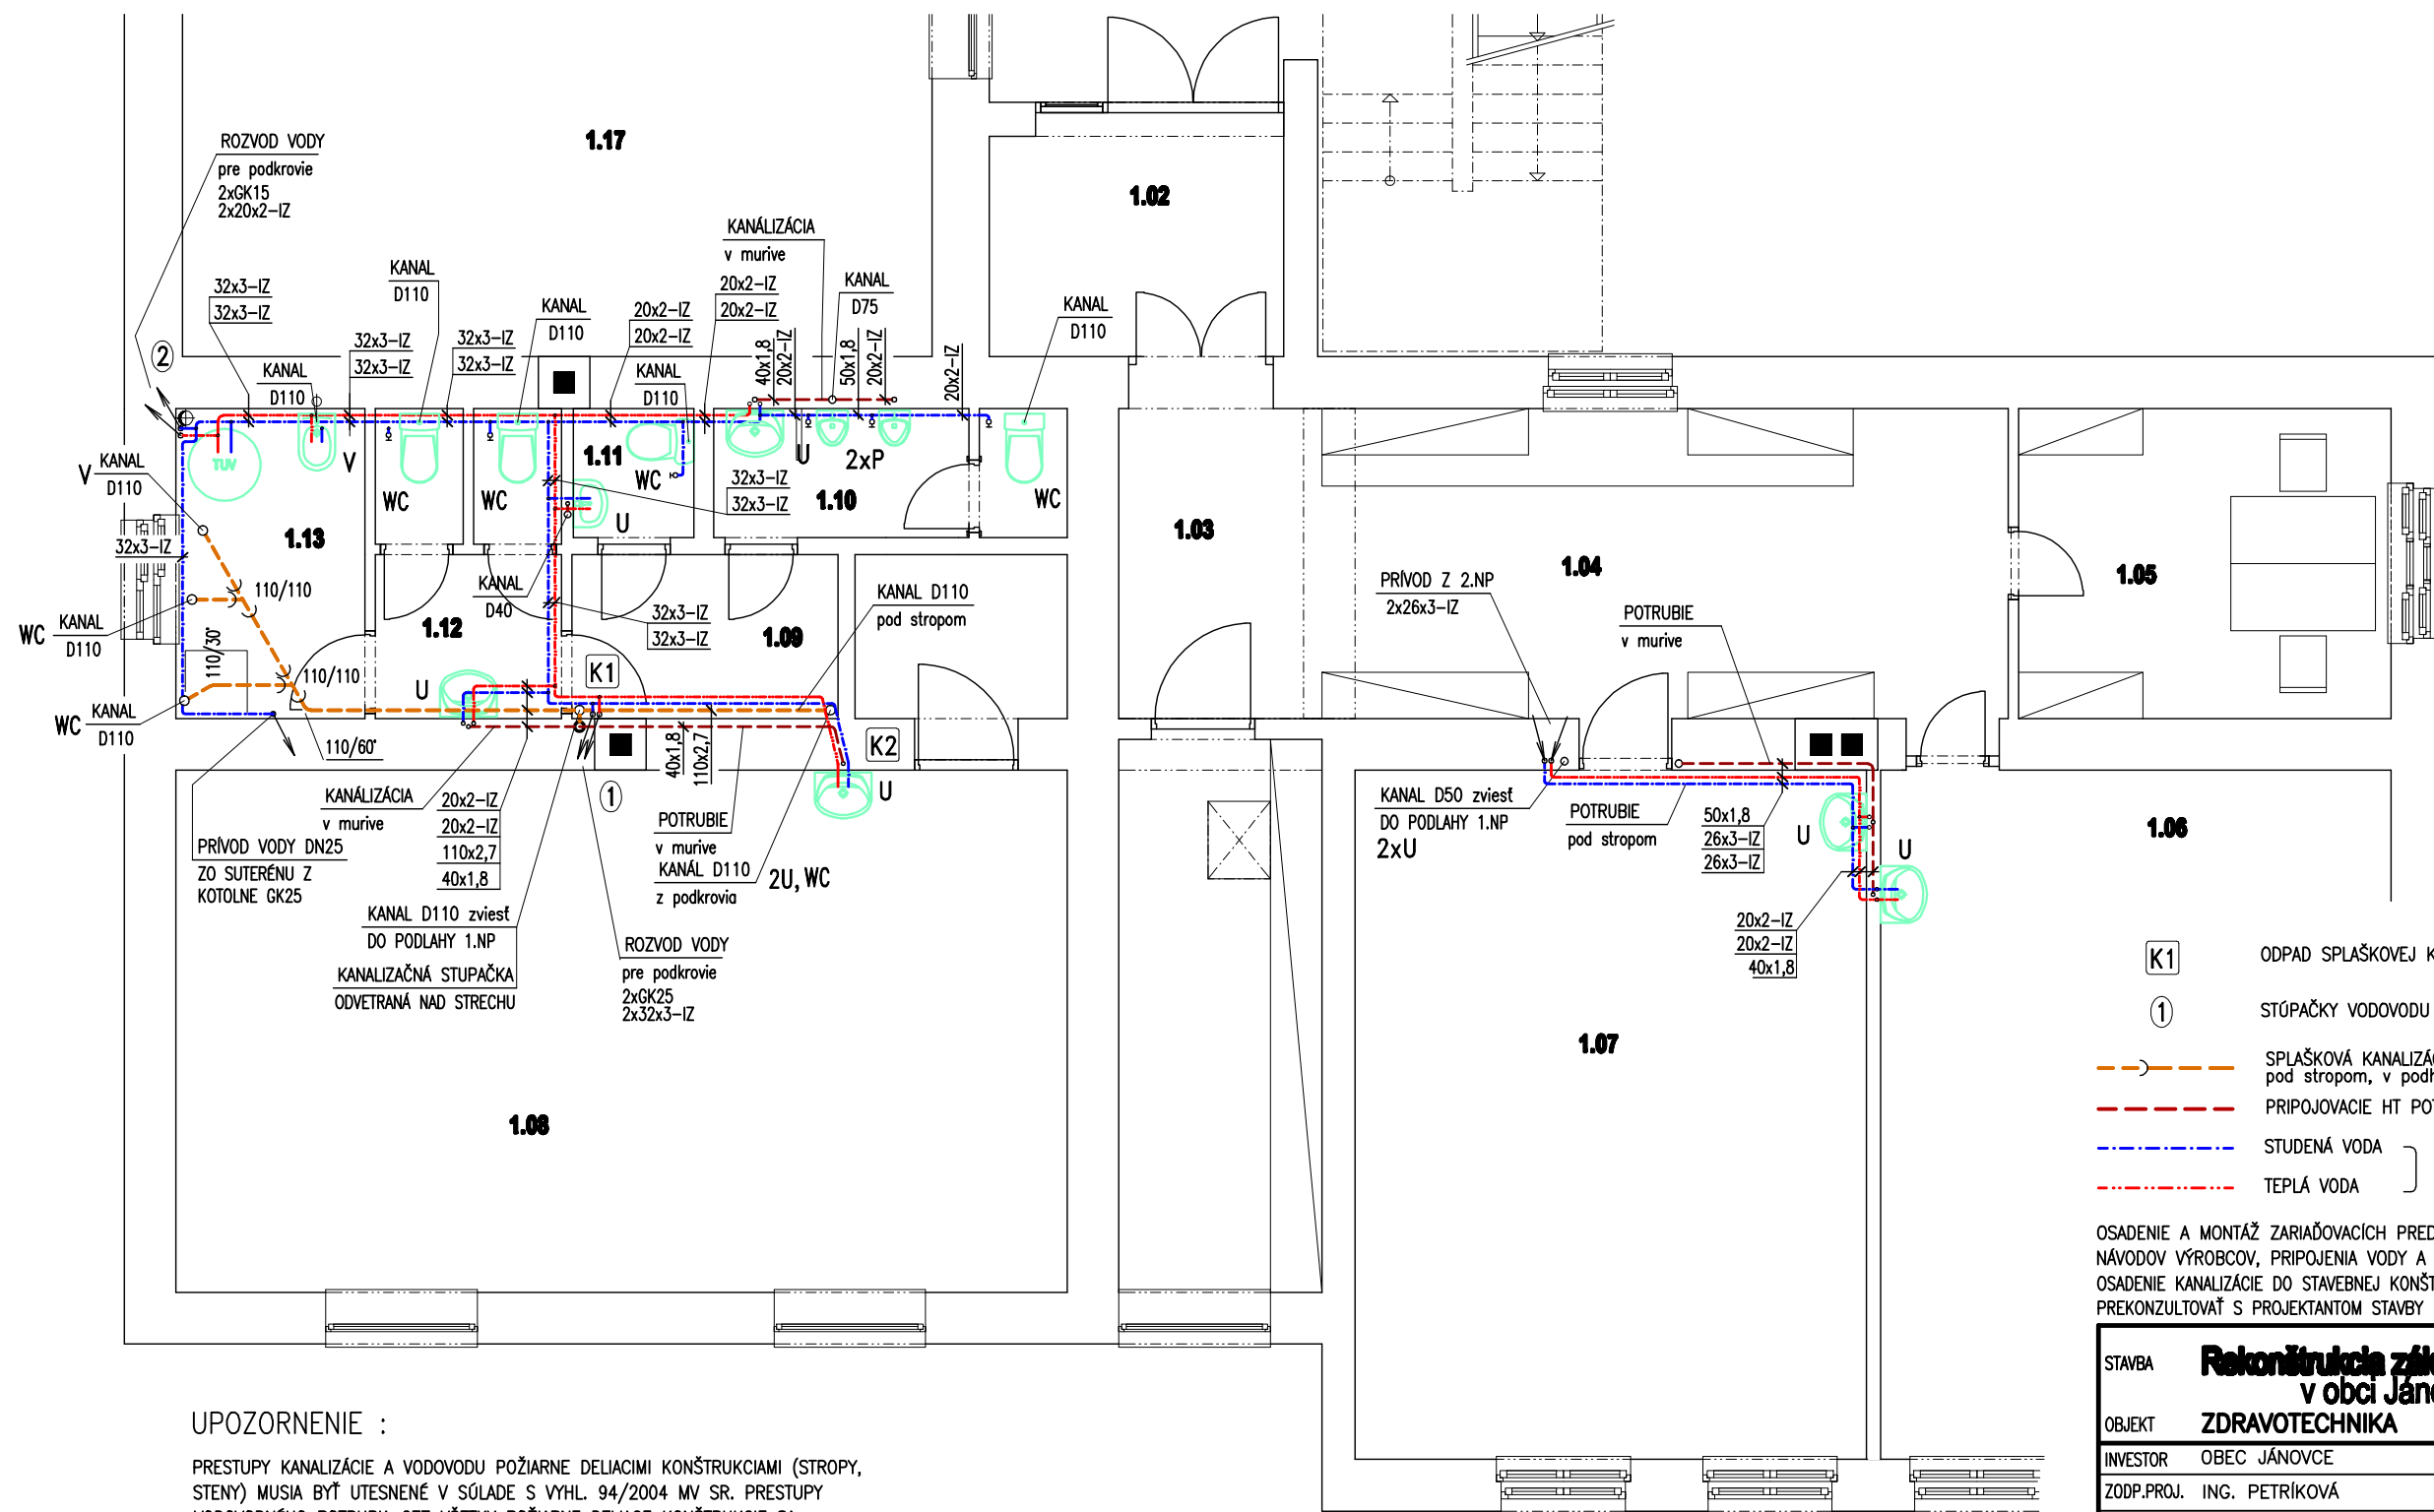 1.17
ROZVOD VODY
pre podkrovie
2xGK15
2x20x2-IZ
1.02
KANÁLIZÁCIA
v murive
KANAL
D110
32x3-IZ
32x3-IZ
KANAL
D110
20x2-IZ
20x2-IZ
20x2-IZ
20x2-IZ
KANAL
D75
KANAL
D110
32x3-IZ
32x3-IZ
32x3-IZ
32x3-IZ
40x1,8
20x2-IZ
50x1,8
20x2-IZ
20x2-IZ
2
KANAL
D110
KANAL
D110
TUV
V
WC
WC
1.11
WC
U
2xP
1.10
WC
V
KANAL
D110
32x3-IZ
32x3-IZ
U
1.03
1.13
32x3-IZ
1.04
1.05
KANAL
D40
110/110
KANAL D110
pod stropom
PRÍVOD Z 2.NP
2x26x3-IZ
POTRUBIE
v murive
WC
KANAL
D110
1.12
32x3-IZ
32x3-IZ
1.09
110/30°
110/110
U
K1
WC
KANAL
D110
110/60°
40x1,8
110x2,7
K2
1
U
KANÁLIZÁCIA
v murive
20x2-IZ
20x2-IZ
110x2,7
40x1,8
POTRUBIE
v murive
KANÁL D110
z podkrovia
2U, WC
KANAL D50 zviesť
DO PODLAHY 1.NP
2xU
POTRUBIE
pod stropom
50x1,8
26x3-IZ
26x3-IZ
U
U
1.06
PRÍVOD VODY DN25
ZO SUTERÉNU Z
KOTOLNE GK25
KANAL D110 zviesť
DO PODLAHY 1.NP
KANALIZAČNÁ STUPAČKA
ODVETRANÁ NAD STRECHU
ROZVOD VODY
pre podkrovie
2xGK25
2x32x3-IZ
20x2-IZ
20x2-IZ
40x1,8
1.07
1.08
K1
ODPAD SPLAŠKOVEJ K
1
STÚPAČKY VODOVODU
SPLAŠKOVÁ KANALIZÁ
pod stropom, v podh
PRIPOJOVACIE HT PO
STUDENÁ VODA
TEPLÁ VODA
OSADENIE A MONTÁŽ ZARIAĎOVACÍCH PRED
NÁVODOV VÝROBCOV, PRIPOJENIA VODY A
OSADENIE KANALIZÁCIE DO STAVEBNEJ KONŠT
PREKONZULTOVAŤ S PROJEKTANTOM STAVBY
STAVBA
Rekonštrukcia zák
v obci Jáno
OBJEKT ZDRAVOTECHNIKA
INVESTOR OBEC JÁNOVCE
ZODP.PROJ. ING. PETRÍKOVÁ
UPOZORNENIE :
PRESTUPY KANALIZÁCIE A VODOVODU POŽIARNE DELIACIMI KONŠTRUKCIAMI (STROPY,
STENY) MUSIA BYŤ UTESNENÉ V SÚLADE S VYHL. 94/2004 MV SR. PRESTUPY